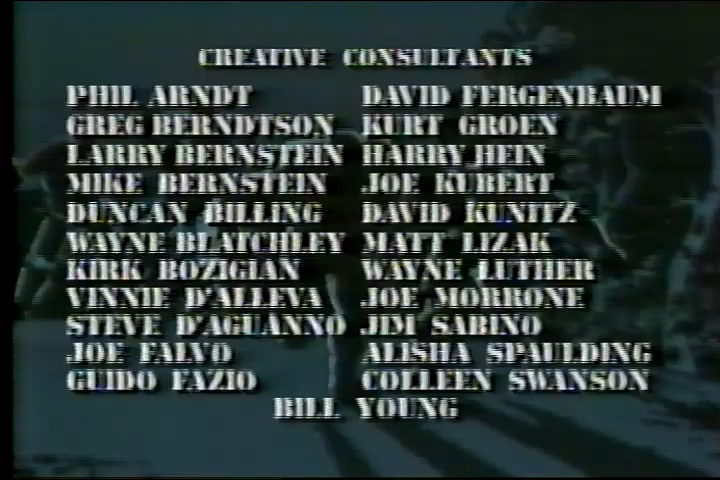 CREATIVE CONSULTANTS
PHIL ARNDT DAVID FERGENBAUM
GREG BERNDTSON KURT GROEN
LARRY BERNSTEIN HARRY HEIN
MIKE BERNSTEIN JOE KUBERT
DUNCAN BILLING DAVID KUNITZ
WAYNE BLATCHLEY MATT LIZAK
KIRK BOZIGIAN WAYNE LUTHER
VINNIE D'ALLEVA JOE MORRONE
STEVE D'AGUANNO JIM SABINO
JOE FALVO ALISHA SPAULDING
GUIDO FAZIO COLLEEN SWANSON
BILL YOUNG